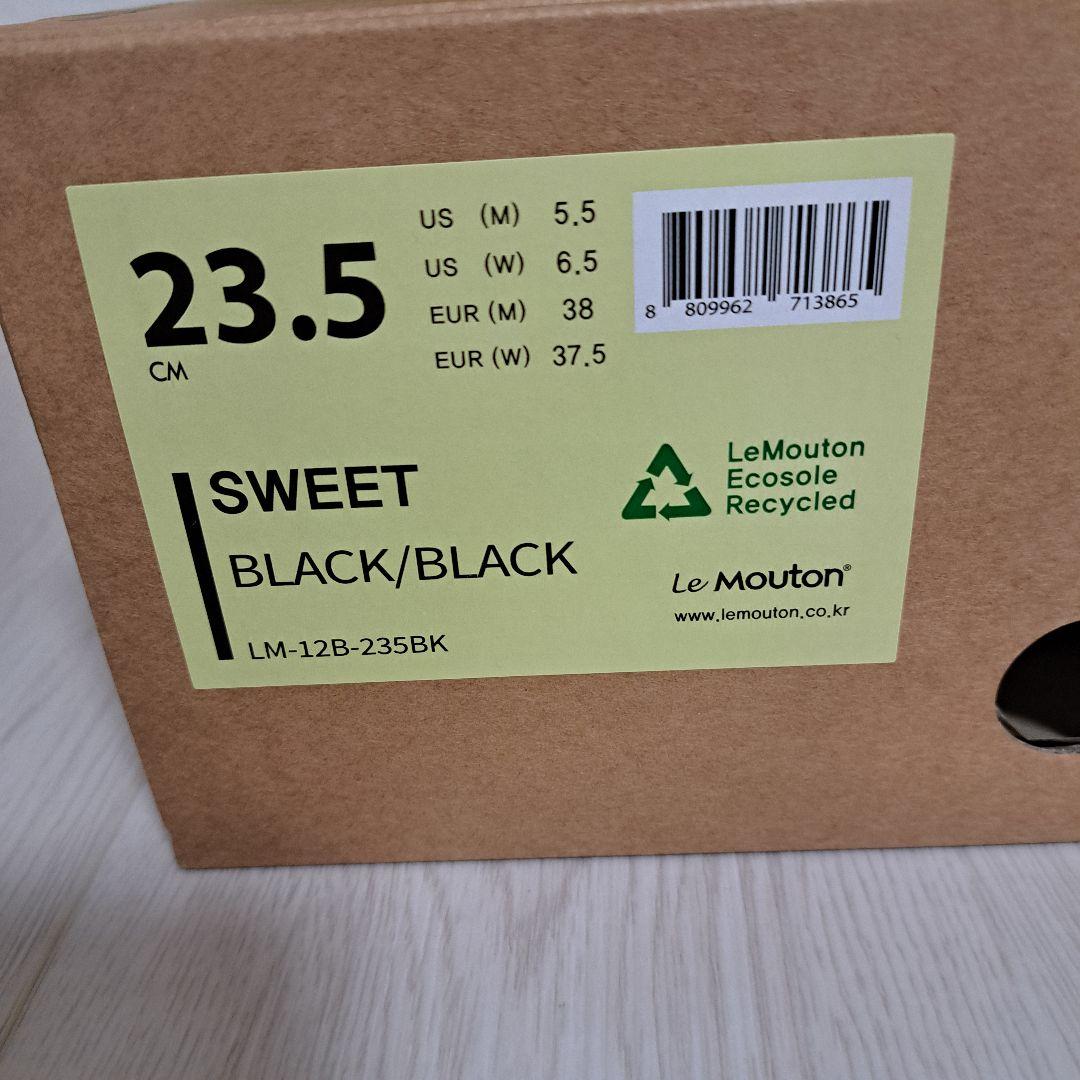 23.5
CM
US (M) 5.5
US (W) 6.5
EUR (M) 38
EUR (W) 37.5
8 809962 713865
SWEET
BLACK/BLACK
LM-12B-235BK
LeMouton
Ecosole
Recycled
Le Mouton®
www.lemouton.co.kr